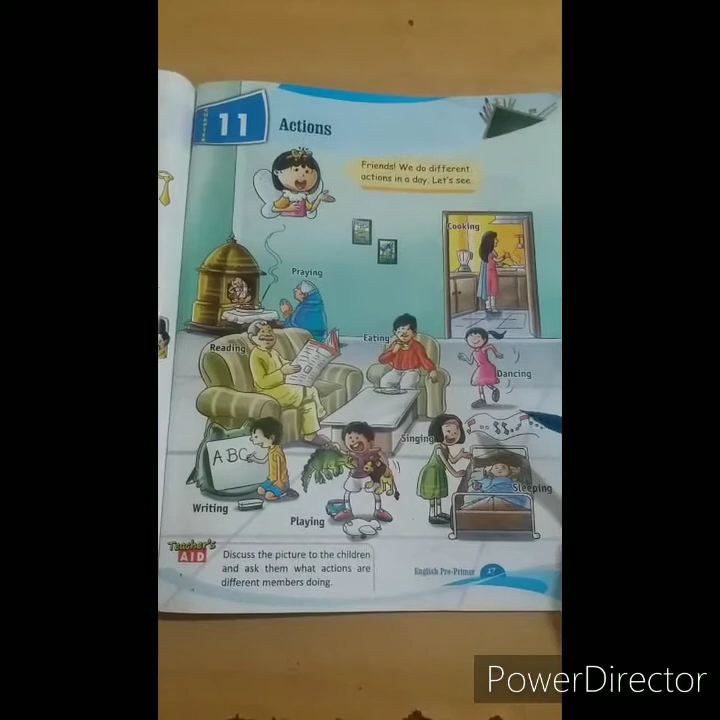 CHAPTER
11
Actions
Friends! We do different
actions in a day. Let's see.
Cooking
Praying
Reading
Eating
Dancing
Singing
ABC
Sleeping
Writing
Playing
Teacher's
AID
Discuss the picture to the children
and ask them what actions are
different members doing.
English Pre-Primer
47
PowerDirector